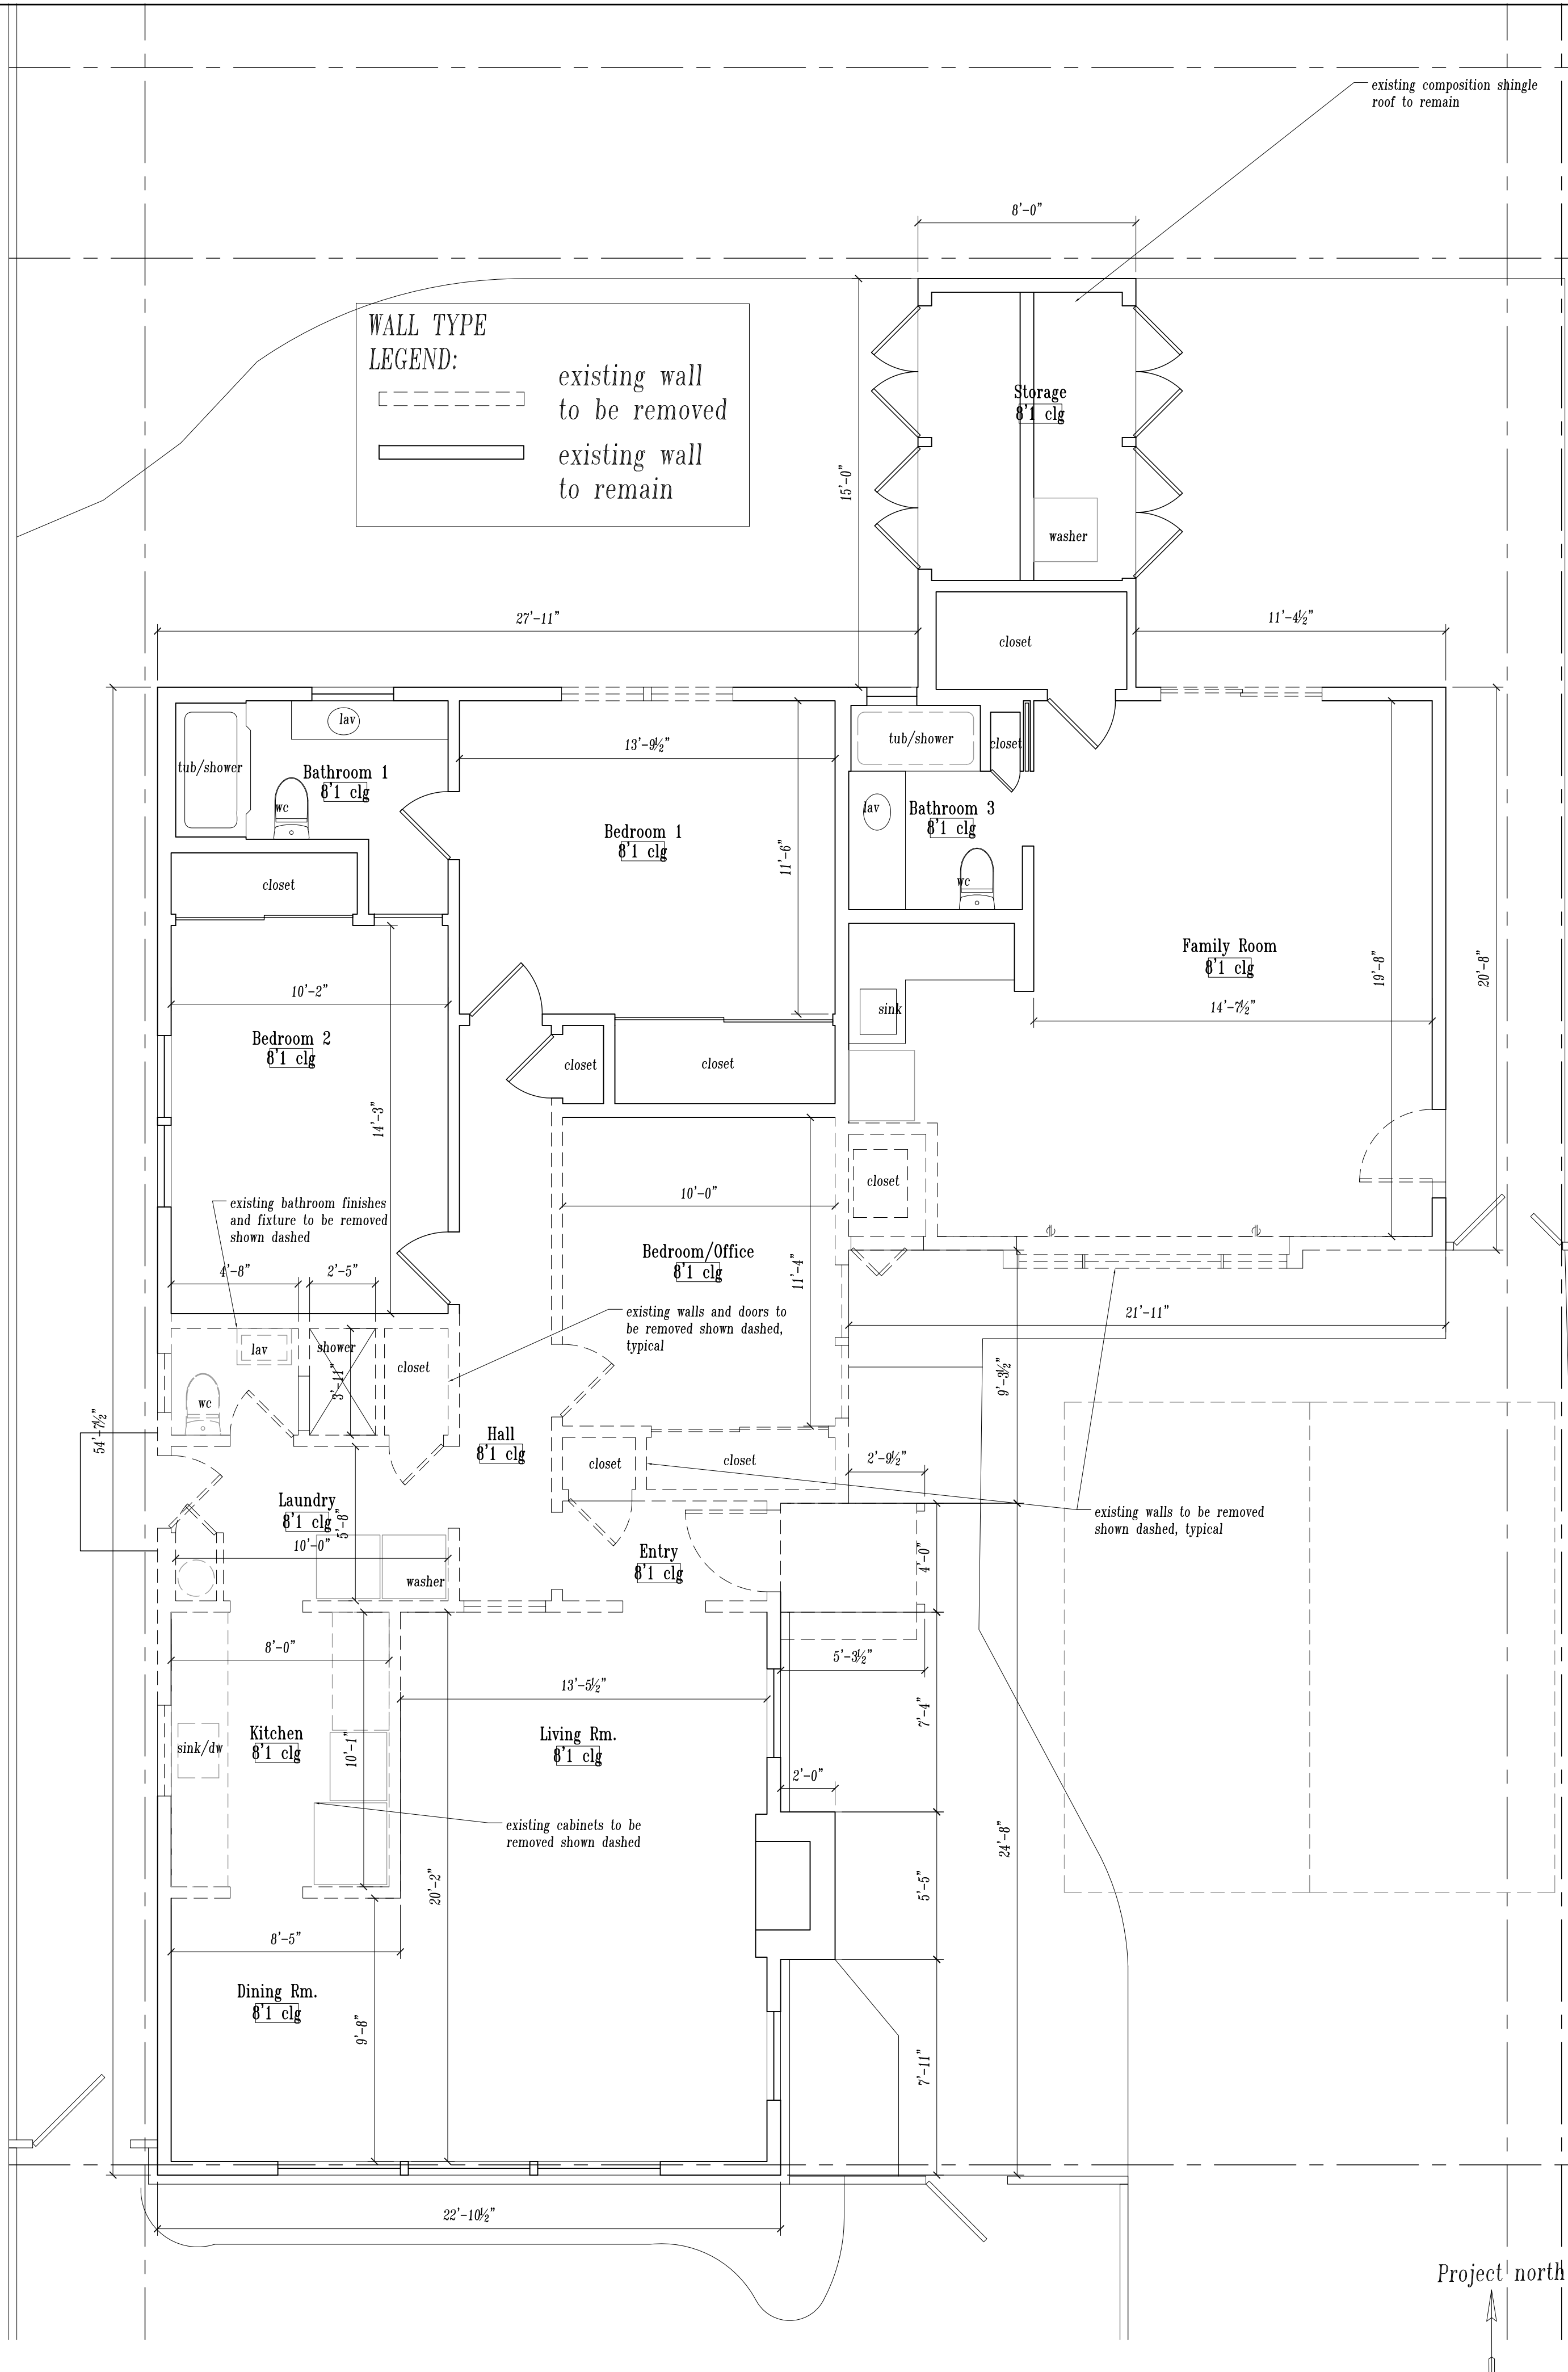 existing composition shingle
roof to remain
8'-0"
WALL TYPE
LEGEND:
existing wall
to be removed
existing wall
to remain
15'-0"
Storage
8'1 clg
washer
27'-11"
11'-4½"
closet
tub/shower
lav
Bathroom 1
8'1 clg
wc
closet
13'-9½"
Bedroom 1
8'1 clg
11'-6"
tub/shower
closet
lav
Bathroom 3
8'1 clg
wc
Family Room
8'1 clg
19'-8"
20'-8"
14'-7½"
sink
10'-2"
Bedroom 2
8'1 clg
14'-3"
closet
closet
closet
existing bathroom finishes
and fixture to be removed
shown dashed
4'-8"
2'-5"
10'-0"
Bedroom/Office
8'1 clg
11'-4"
existing walls and doors to
be removed shown dashed,
typical
21'-11"
9'-3½"
lav
shower
3'-11"
closet
wc
54'-7½"
Hall
8'1 clg
closet
closet
2'-9½"
existing walls to be removed
shown dashed, typical
Laundry
8'1 clg
5'-8"
10'-0"
washer
Entry
8'1 clg
4'-0"
8'-0"
5'-3½"
13'-5½"
7'-4"
Kitchen
8'1 clg
sink/dw
10'-1"
Living Rm.
8'1 clg
2'-0"
existing cabinets to be
removed shown dashed
20'-2"
24'-8"
5'-5"
8'-5"
Dining Rm.
8'1 clg
9'-8"
7'-11"
22'-10½"
Project north